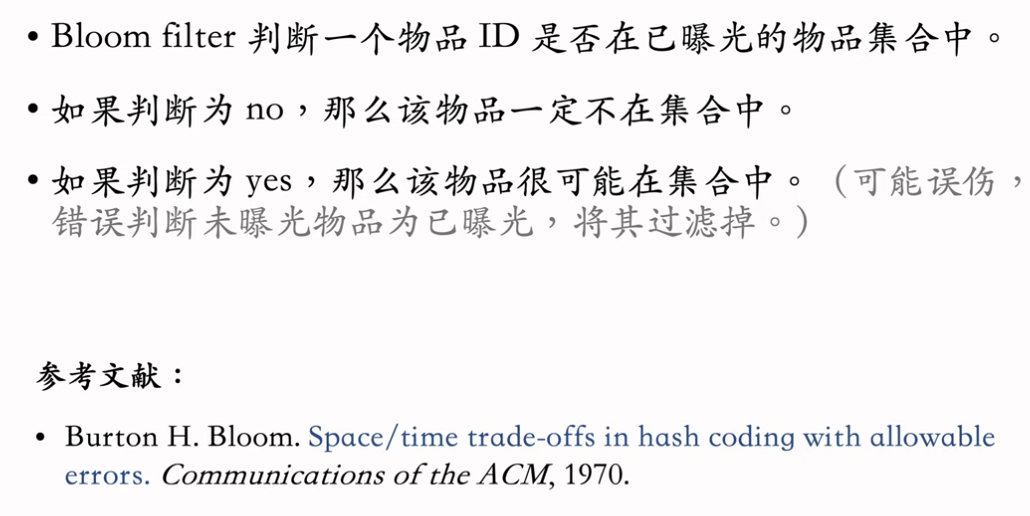 • Bloom filter 判断一个物品 ID 是否在已曝光的物品集合中。
• 如果判断为 no，那么该物品一定不在集合中。
• 如果判断为 yes，那么该物品很可能在集合中。（可能误伤，
错误判断未曝光物品为已曝光，将其过滤掉。）
参考文献：
• Burton H. Bloom. Space/time trade-offs in hash coding with allowable
errors. Communications of the ACM, 1970.